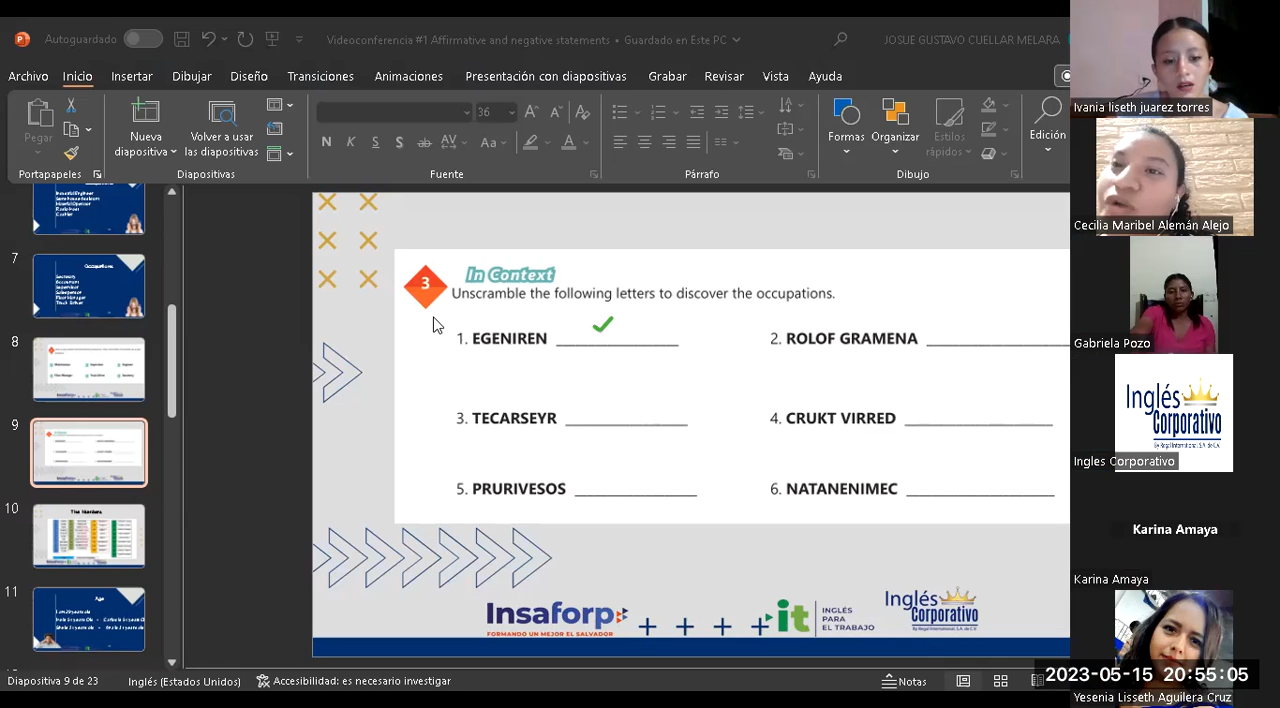 Autoguardado
Videoconferencia #1 Affirmative and negative statements • Guardado en Este PC
JOSUE GUSTAVO CUELLAR MELARA
Archivo Inicio Insertar Dibujar Diseño Transiciones Animaciones Presentación con diapositivas Grabar Revisar Vista Ayuda
Pegar
Nueva diapositiva
Volver a usar las diapositivas
36
N K S S ab AV Aa A
Formas
Organizar
Estilos rápidos
Edición
Portapapeles Diapositivas Fuente Párrafo Dibujo
7
8
9
10
The Numbers
11
Age
3
In Context
Unscramble the following letters to discover the occupations.
1. EGENIREN
2. ROLOF GRAMENA
3. TECARSEYR
4. CRUKT VIRRED
5. PRURIVESOS
6. NATANENIMEC
Insaforp
FORMANDO UN MEJOR EL SALVADOR
it
INGLÉS
PARA
EL TRABAJO
Inglés
Corporativo
Diapositiva 9 de 23
Inglés (Estados Unidos)
Accesibilidad: es necesario investigar
Notas
Ivania liseth juarez torres
Cecilia Maribel Alemán Alejo
Gabriela Pozo
Inglés
Corporativo
By Regal International, S.A. de C.V.
Ingles Corporativo
Karina Amaya
Karina Amaya
2023-05-15 20:55:05
Yesenia Lisseth Aguilera Cruz